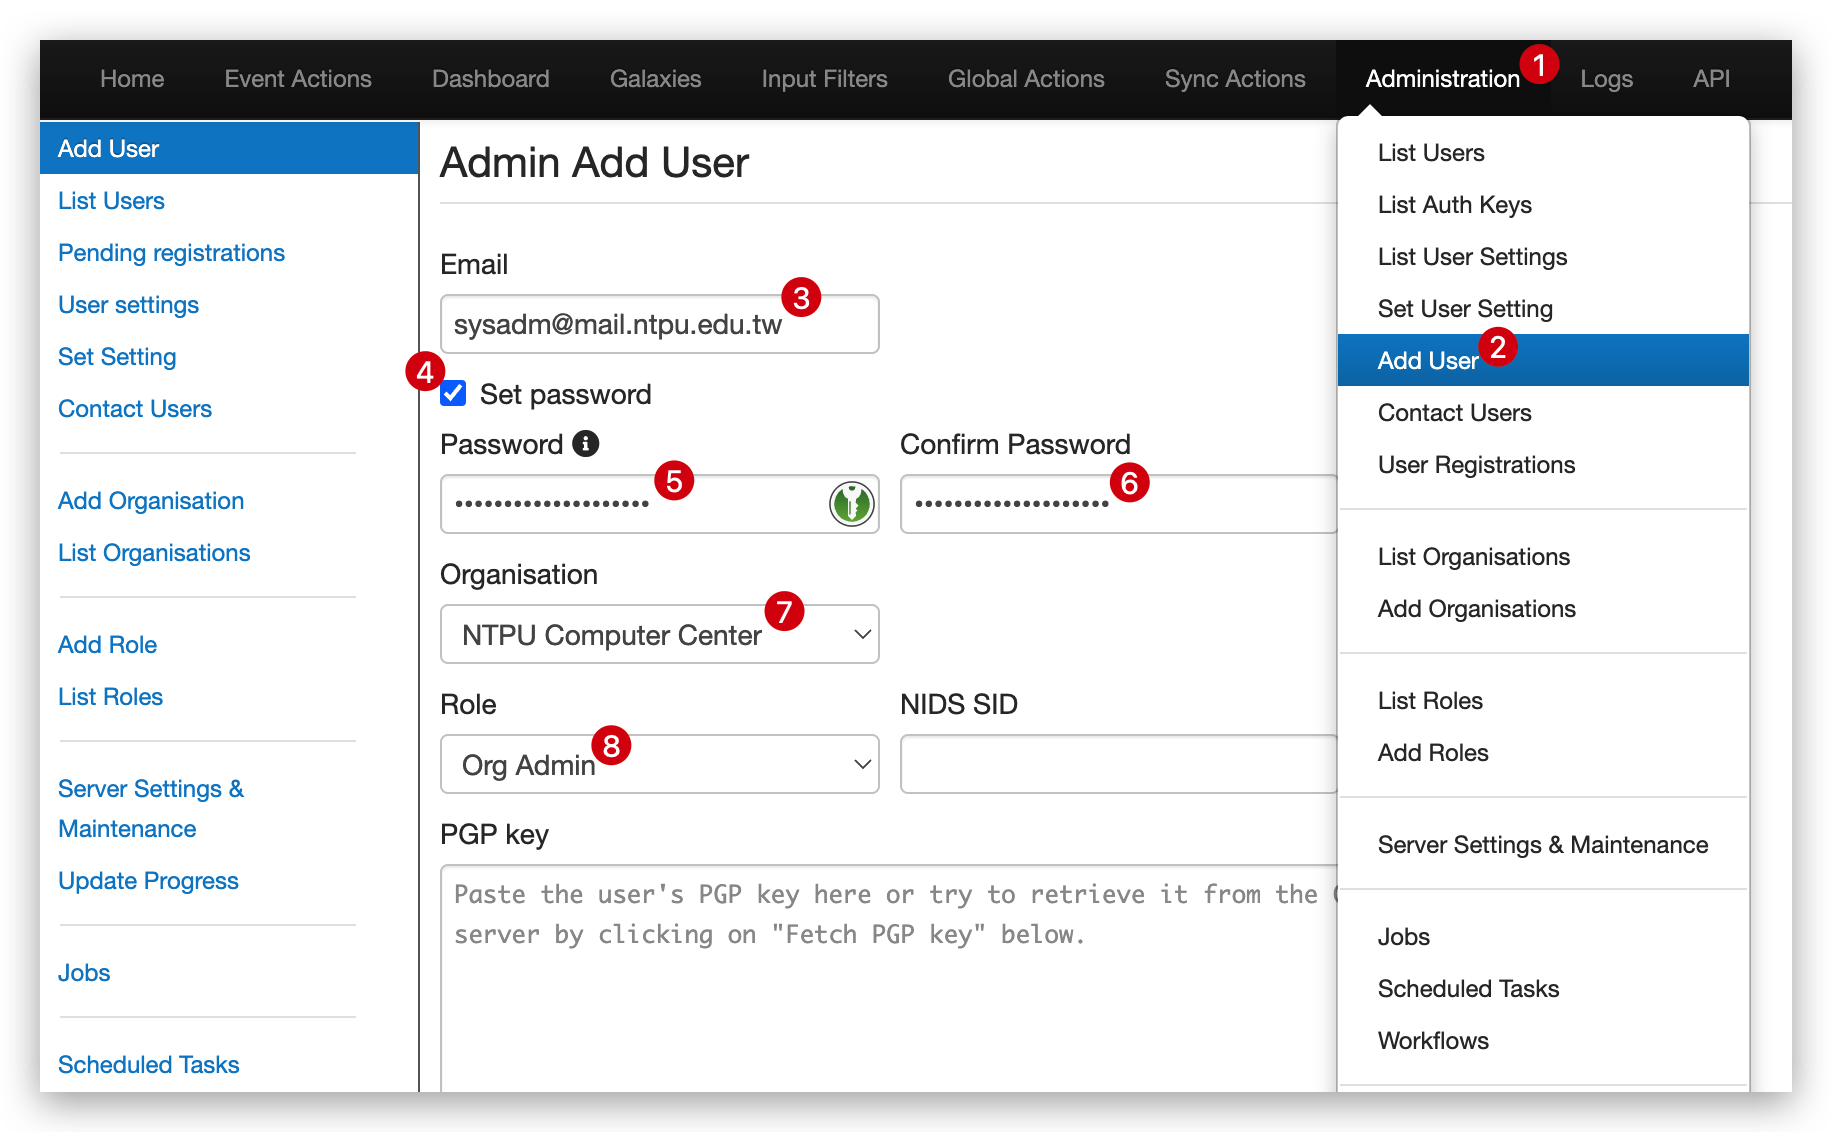 Home Event Actions Dashboard Galaxies Input Filters Global Actions Sync Actions Administration 1 Logs API
Add User
List Users
Pending registrations
User settings
Set Setting
Contact Users
Add Organisation
List Organisations
Add Role
List Roles
Server Settings &
Maintenance
Update Progress
Jobs
Scheduled Tasks
Admin Add User
Email
3
sysadm@mail.ntpu.edu.tw
4
Set password
Password i Confirm Password
5 6
•••••••••••••••••••• ••••••••••••••••••••
Organisation
7
NTPU Computer Center
Role NIDS SID
8
Org Admin
PGP key
Paste the user's PGP key here or try to retrieve it from the
server by clicking on "Fetch PGP key" below.
List Users
List Auth Keys
List User Settings
Set User Setting
Add User 2
Contact Users
User Registrations
List Organisations
Add Organisations
List Roles
Add Roles
Server Settings & Maintenance
Jobs
Scheduled Tasks
Workflows